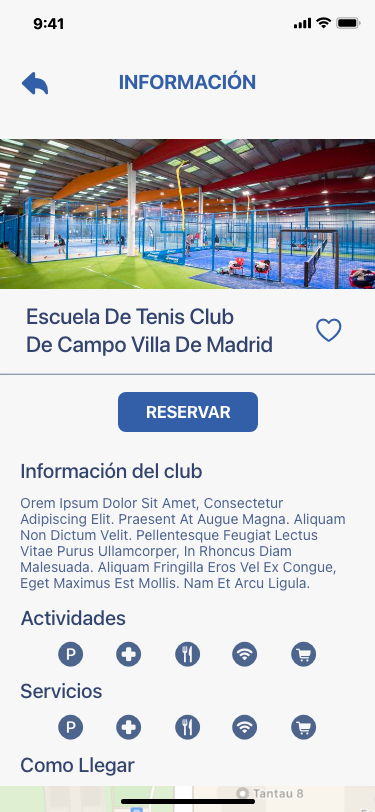 9:41
INFORMACIÓN
Escuela De Tenis Club
De Campo Villa De Madrid
RESERVAR
Información del club
Orem Ipsum Dolor Sit Amet, Consectetur
Adipiscing Elit. Praesent At Augue Magna. Aliquam
Non Dictum Velit. Pellentesque Feugiat Lectus
Vitae Purus Ullamcorper, In Rhoncus Diam
Malesuada. Aliquam Fringilla Eros Vel Ex Congue,
Eget Maximus Est Mollis. Nam Et Arcu Ligula.
Actividades
P
Servicios
P
Como Llegar
Tantau 8